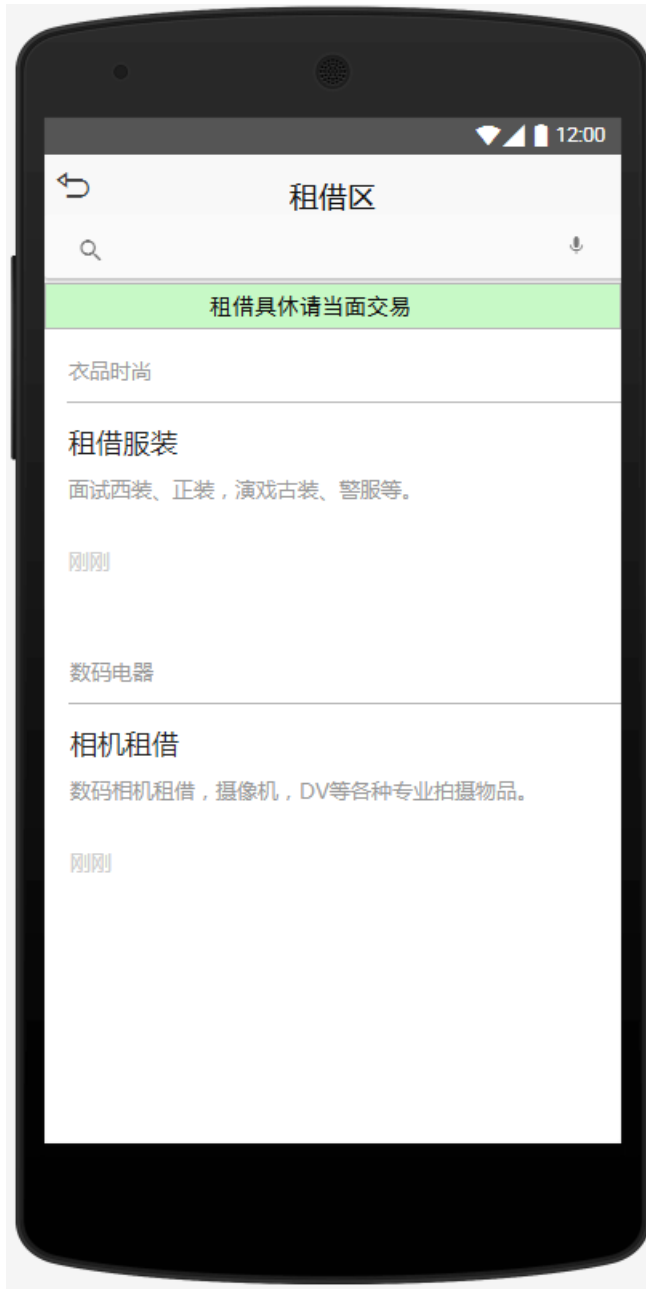 12:00
租借区
租借具休请当面交易
衣品时尚
租借服装
面试西装、正装，演戏古装、警服等。
刚刚
数码电器
相机租借
数码相机租借，摄像机，DV等各种专业拍摄物品。
刚刚